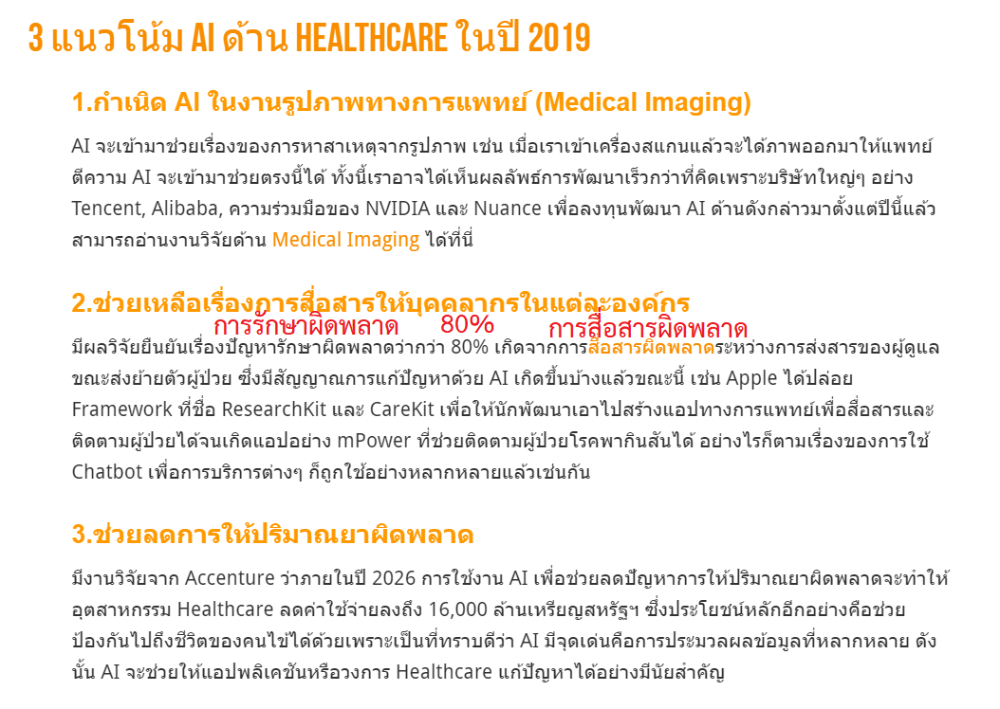 3 แนวโน้ม AI ด้าน HEALTHCARE ในปี 2019
1.กำเนิด AI ในงานรูปภาพทางการแพทย์ (Medical Imaging)
AI จะเข้ามาช่วยเรื่องของการหาสาเหตุจากรูปภาพ เช่น เมื่อเราเข้าเครื่องสแกนแล้วจะได้ภาพออกมาให้แพทย์
ตีความ AI จะเข้ามาช่วยตรงนี้ได้ ทั้งนี้เราอาจได้เห็นผลลัพธ์การพัฒนาเร็วกว่าที่คิดเพราะบริษัทใหญ่ๆ อย่าง
Tencent, Alibaba, ความร่วมมือของ NVIDIA และ Nuance เพื่อลงทุนพัฒนา AI ด้านดังกล่าวมาตั้งแต่ปีนี้แล้ว
สามารถอ่านงานวิจัยด้าน Medical Imaging ได้ที่นี่
2.ช่วยเหลือเรื่องการสื่อสารให้บุคคลากรในแต่ละองค์กร
การรักษาผิดพลาด 80% การสื่อสารผิดพลาด
มีผลวิจัยยืนยันเรื่องปัญหารักษาผิดพลาดว่ากว่า 80% เกิดจากการสื่อสารผิดพลาดระหว่างการส่งสารของผู้ดูแล
ขณะส่งย้ายตัวผู้ป่วย ซึ่งมีสัญญาณการแก้ปัญหาด้วย AI เกิดขึ้นบ้างแล้วขณะนี้ เช่น Apple ได้ปล่อย
Framework ที่ชื่อ ResearchKit และ CareKit เพื่อให้นักพัฒนาเอาไปสร้างแอปทางการแพทย์เพื่อสื่อสารและ
ติดตามผู้ป่วยได้จนเกิดแอปอย่าง mPower ที่ช่วยติดตามผู้ป่วยโรคพากินสันได้ อย่างไรก็ตามเรื่องของการใช้
Chatbot เพื่อการบริการต่างๆ ก็ถูกใช้อย่างหลากหลายแล้วเช่นกัน
3.ช่วยลดการให้ปริมาณยาผิดพลาด
มีงานวิจัยจาก Accenture ว่าภายในปี 2026 การใช้งาน AI เพื่อช่วยลดปัญหาการให้ปริมาณยาผิดพลาดจะทำให้
อุตสาหกรรม Healthcare ลดค่าใช้จ่ายลงถึง 16,000 ล้านเหรียญสหรัฐฯ ซึ่งประโยชน์หลักอีกอย่างคือช่วย
ป้องกันไปถึงชีวิตของคนไข้ได้ด้วยเพราะเป็นที่ทราบดีว่า AI มีจุดเด่นคือการประมวลผลข้อมูลที่หลากหลาย ดัง
นั้น AI จะช่วยให้แอปพลิเคชันหรือวงการ Healthcare แก้ปัญหาได้อย่างมีนัยสำคัญ